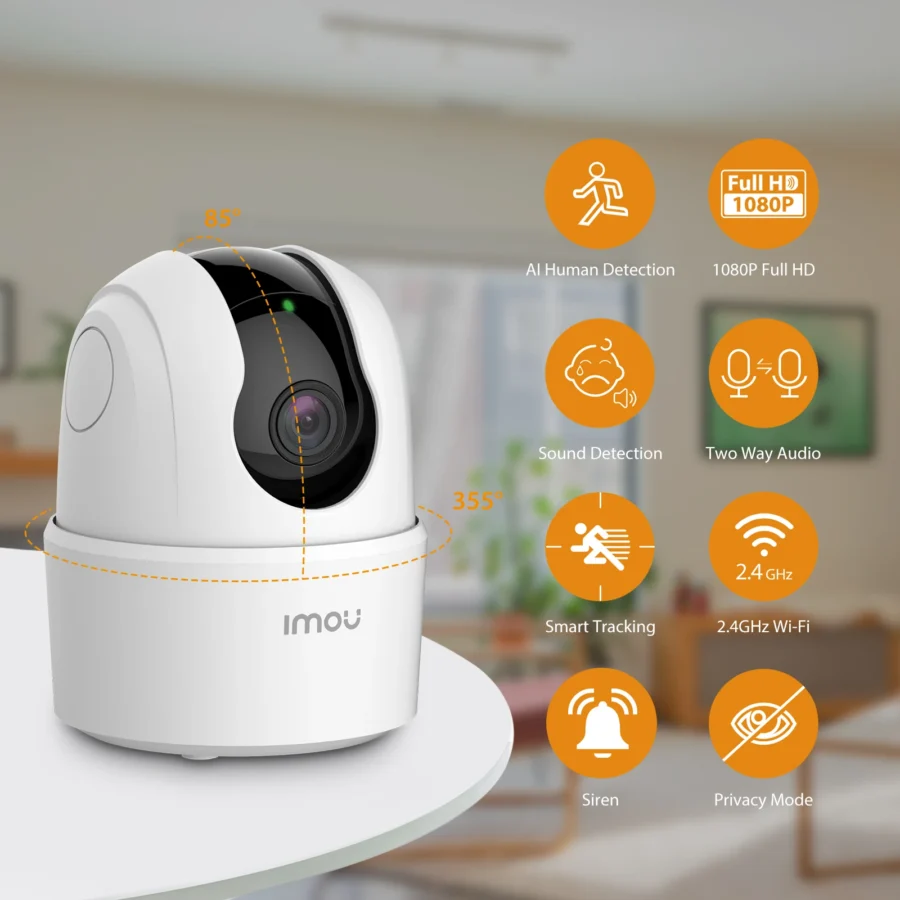 85°
355°
imou
AI Human Detection
Full HD
1080P
1080P Full HD
Sound Detection
Two Way Audio
Smart Tracking
2.4 GHz
2.4GHz Wi-Fi
Siren
Privacy Mode